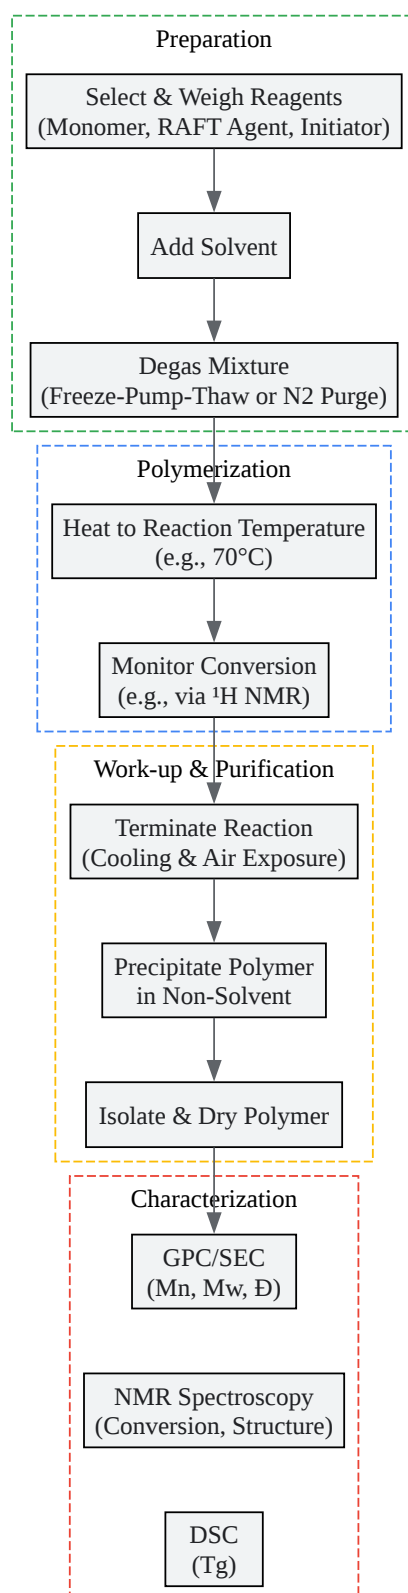 Preparation
Select & Weigh Reagents
(Monomer, RAFT Agent, Initiator)
Add Solvent
Degas Mixture
(Freeze-Pump-Thaw or N2 Purge)
Polymerization
Heat to Reaction Temperature
(e.g., 70°C)
Monitor Conversion
(e.g., via ¹H NMR)
Work-up & Purification
Terminate Reaction
(Cooling & Air Exposure)
Precipitate Polymer
in Non-Solvent
Isolate & Dry Polymer
Characterization
GPC/SEC
(Mn, Mw, Đ)
NMR Spectroscopy
(Conversion, Structure)
DSC
(Tg)